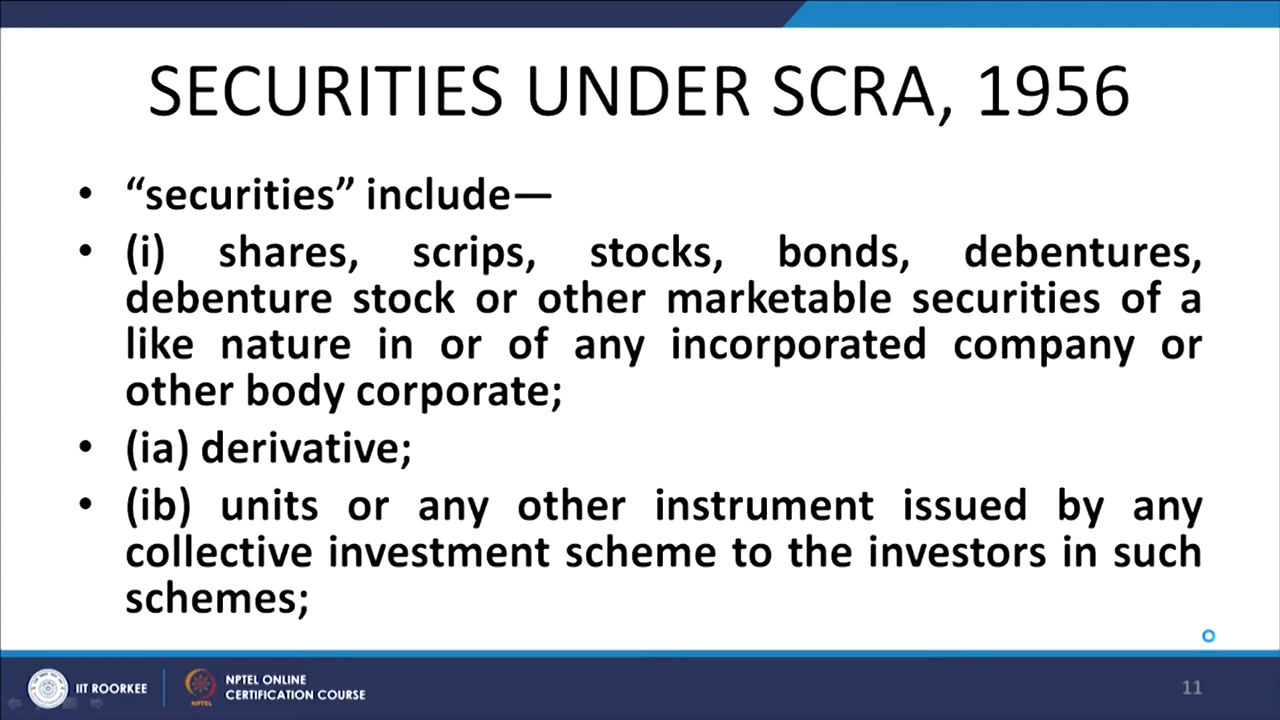 SECURITIES UNDER SCRA, 1956
• “securities” include—
• (i) shares, scrips, stocks, bonds, debentures,
debenture stock or other marketable securities of a
like nature in or of any incorporated company or
other body corporate;
• (ia) derivative;
• (ib) units or any other instrument issued by any
collective investment scheme to the investors in such
schemes;
IIT ROORKEE
NPTEL
NPTEL ONLINE
CERTIFICATION COURSE
11